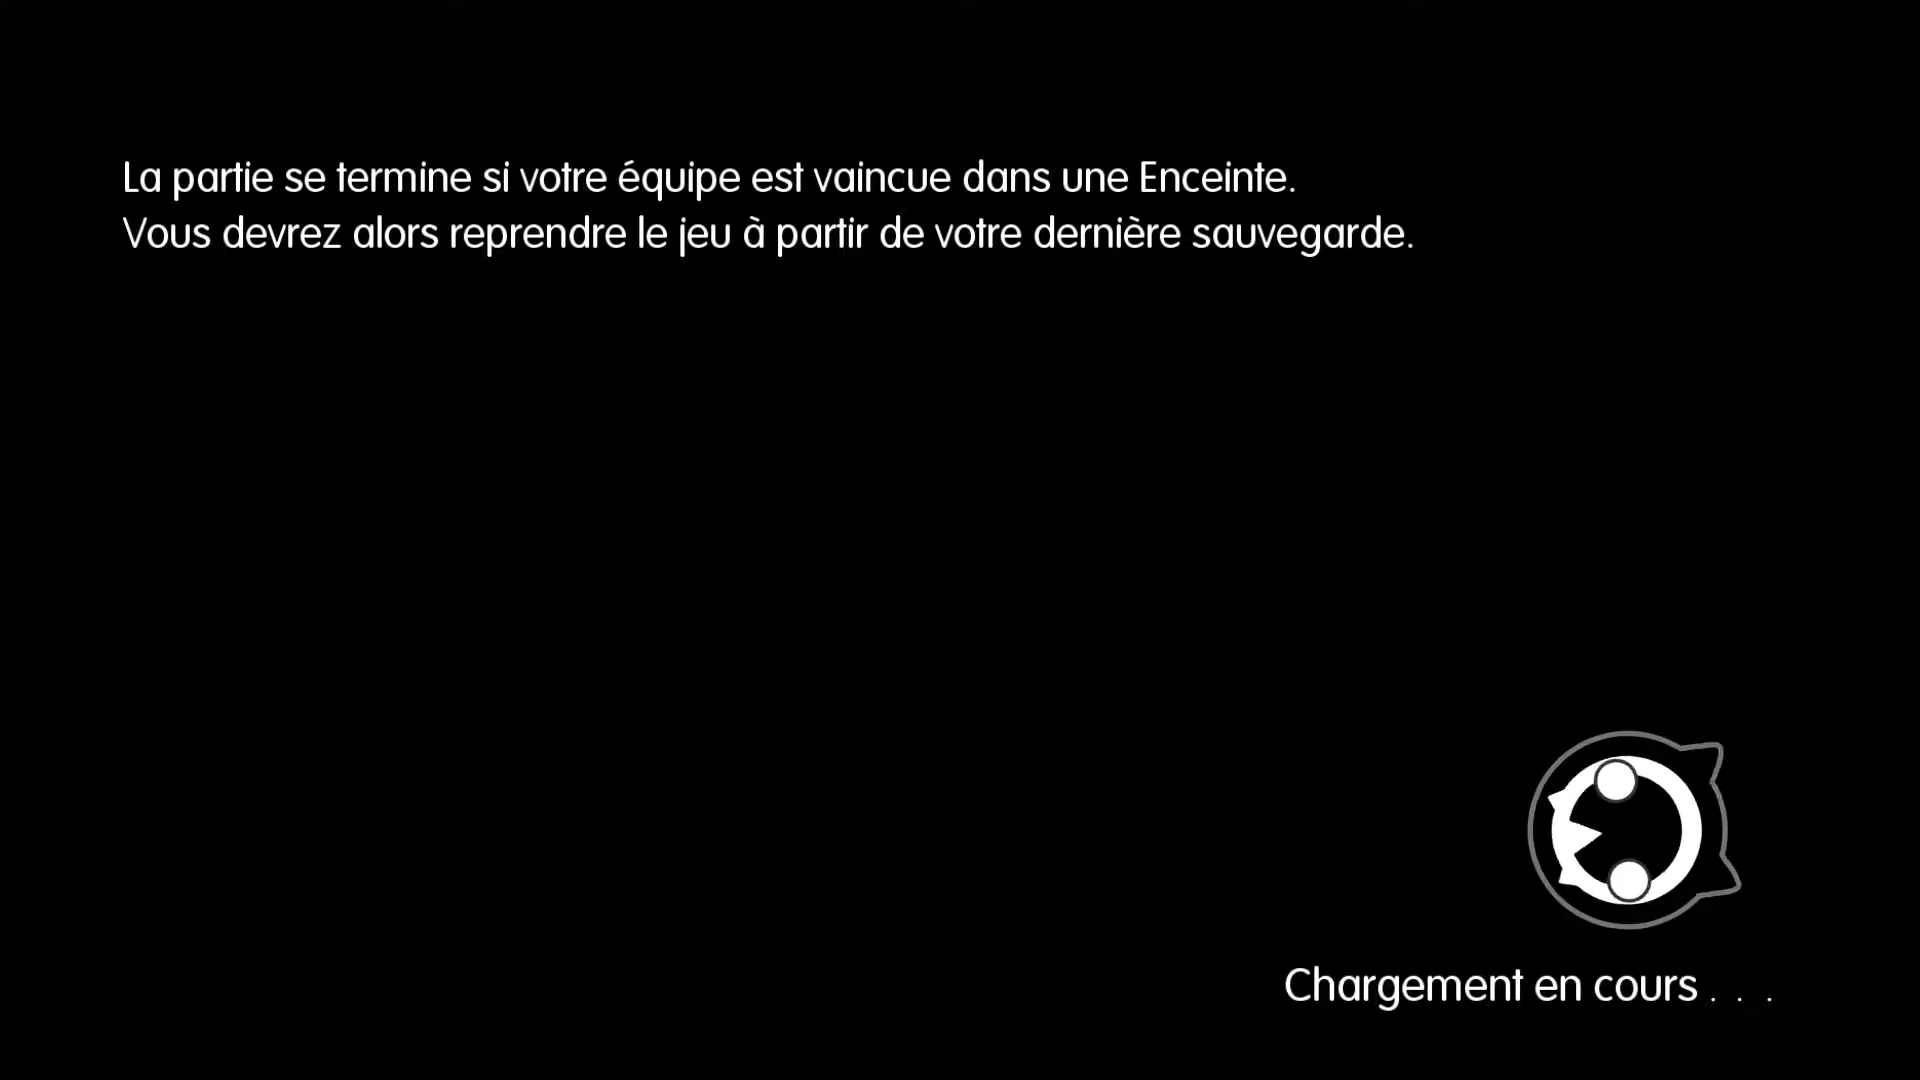 La partie se termine si votre équipe est vaincue dans une Enceinte.
Vous devrez alors reprendre le jeu à partir de votre dernière sauvegarde.
Chargement en cours . . .